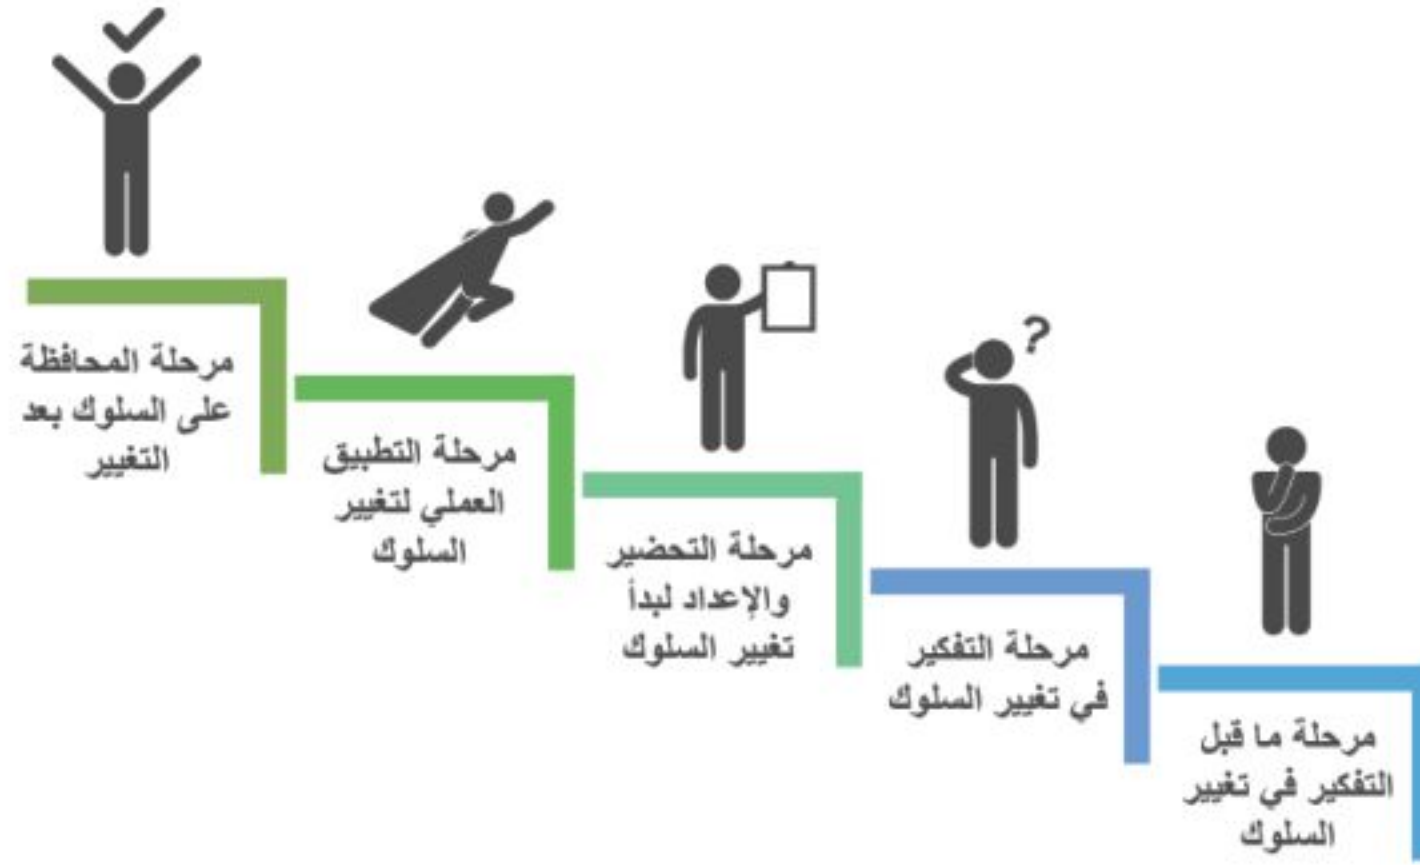 مرحلة ما قبل
التفكير في تغيير
السلوك
مرحلة التفكير
في تغيير السلوك
?
مرحلة التحضير
والإعداد لبدأ
تغيير السلوك
مرحلة التطبيق
العملي لتغيير
السلوك
مرحلة المحافظة
على السلوك بعد
التغيير